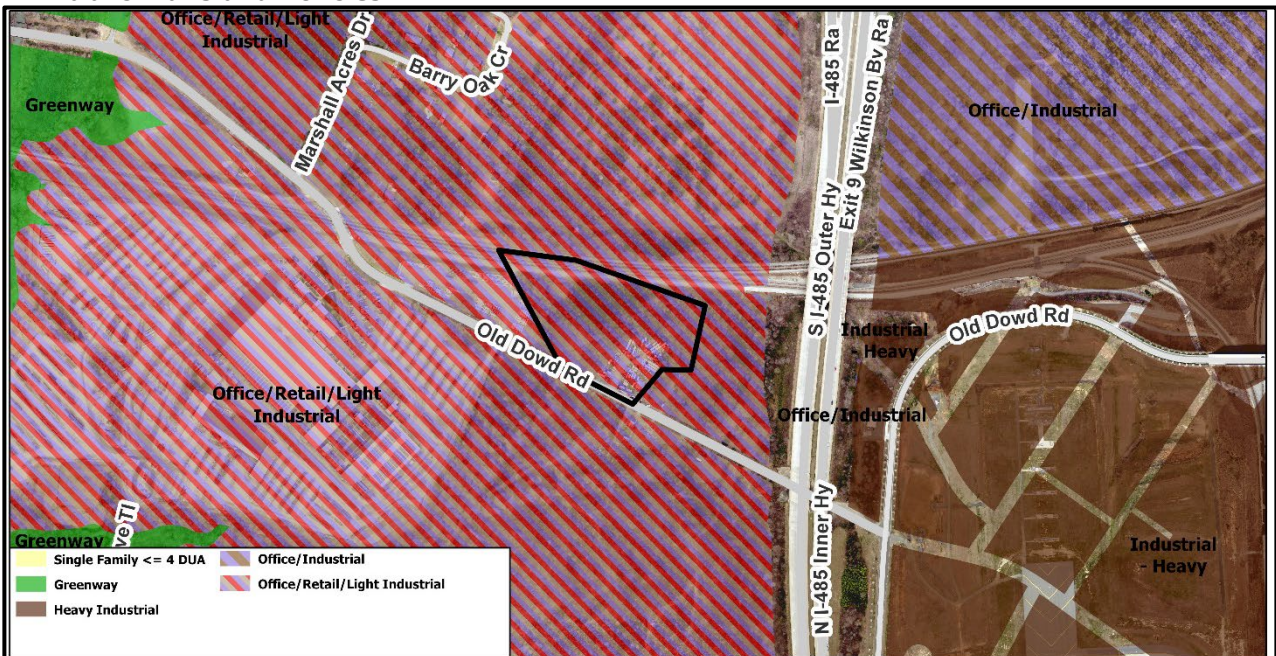 Office/Retail/Light
Industrial
Marshall Acres Dr
Barry Oak Cr
I-485 Ra
Exit 9 Wilkinson Bv Ra
Greenway
Office/Industrial
S I-485 Outer Hy
Old Dowd Rd
Industrial
- Heavy
Old Dowd Rd
Office/Retail/Light
Industrial
Office/Industrial
N I-485 Inner Hy
Industrial
- Heavy
Greenway
ve Tl
Single Family <= 4 DUA
Office/Industrial
Greenway
Office/Retail/Light Industrial
Heavy Industrial